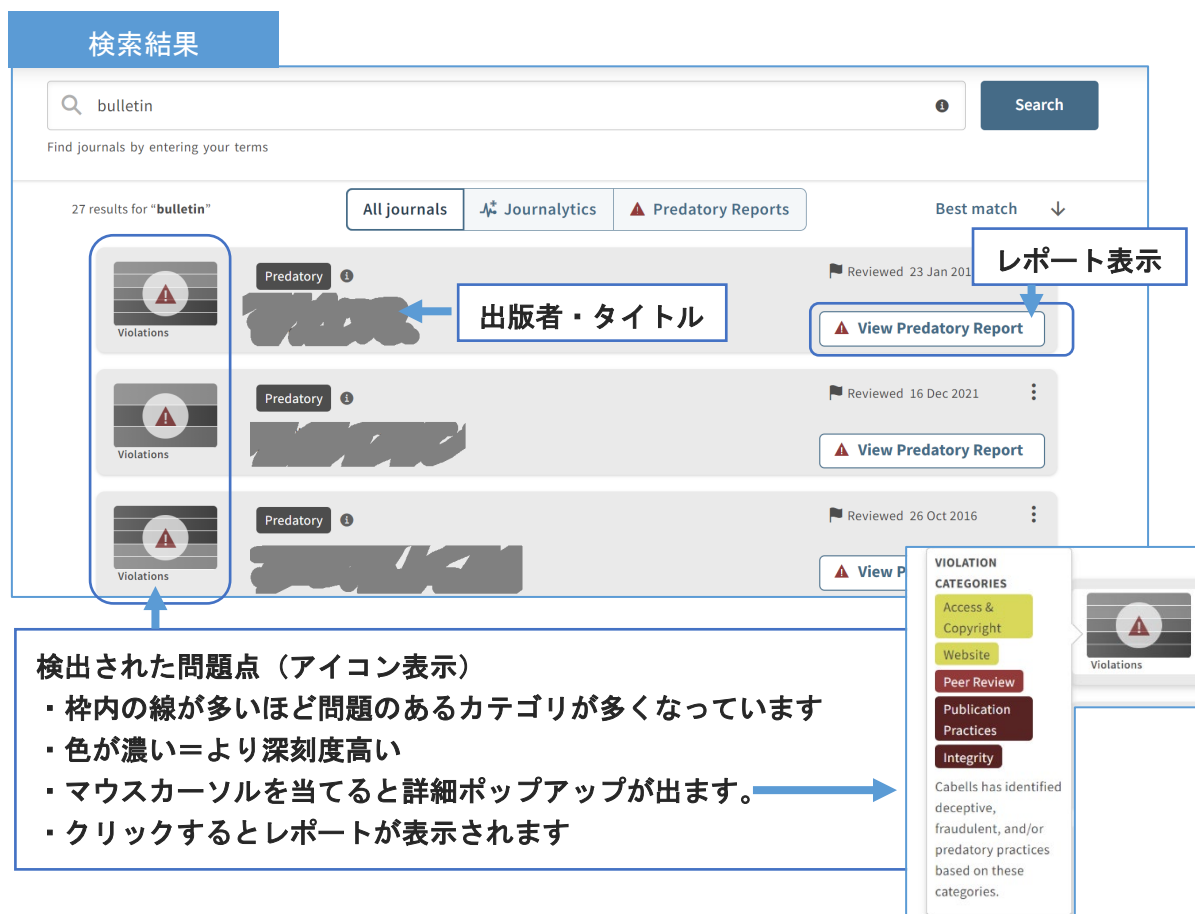 検索結果
bulletin
Search
Find journals by entering your terms
27 results for “bulletin”
All journals
Journalytics
Predatory Reports
Best match
レポート表示
Predatory
Reviewed 23 Jan 201
出版者・タイトル
View Predatory Report
Violations
Predatory
Reviewed 16 Dec 2021
View Predatory Report
Violations
Predatory
Reviewed 26 Oct 2016
View P
Violations
検出された問題点（アイコン表示）
・枠内の線が多いほど問題のあるカテゴリが多くなっています
・色が濃い＝より深刻度高い
・マウスカーソルを当てると詳細ポップアップが出ます。
・クリックするとレポートが表示されます
VIOLATION
CATEGORIES
Access &
Copyright
Website
Peer Review
Publication
Practices
Integrity
Cabells has identified
deceptive,
fraudulent, and/or
predatory practices
based on these
categories.
Violations